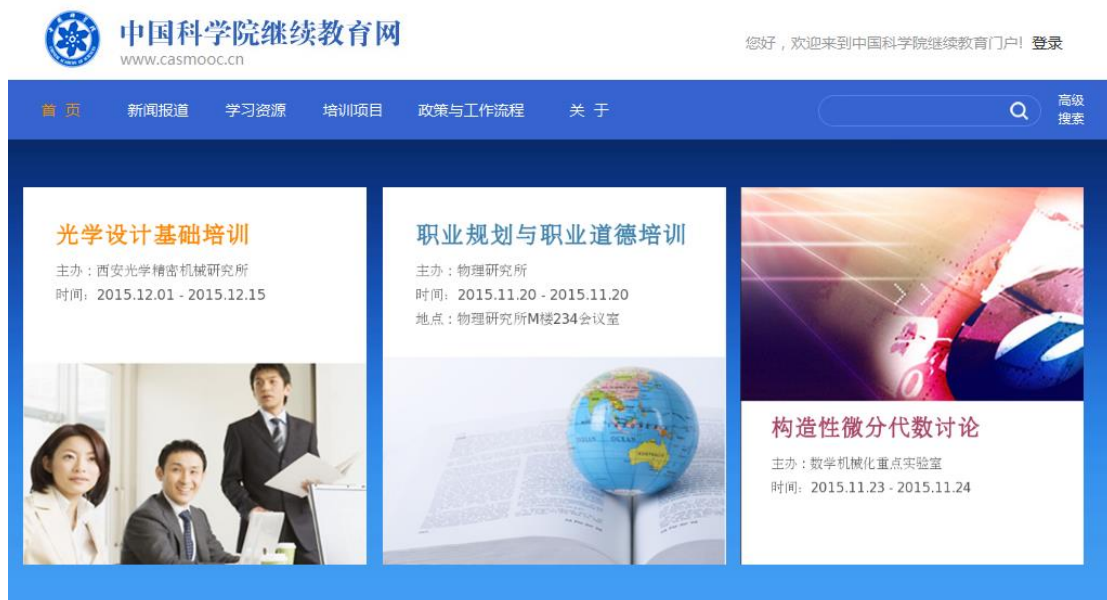 中国科学院继续教育网
www.casmooc.cn
您好，欢迎来到中国科学院继续教育门户! 登录
首 页 新闻报道 学习资源 培训项目 政策与工作流程 关 于
高级
搜索
光学设计基础培训
主办：西安光学精密机械研究所
时间：2015.12.01 - 2015.12.15
职业规划与职业道德培训
主办：物理研究所
时间：2015.11.20 - 2015.11.20
地点：物理研究所M楼234会议室
构造性微分代数讨论
主办：数学机械化重点实验室
时间：2015.11.23 - 2015.11.24